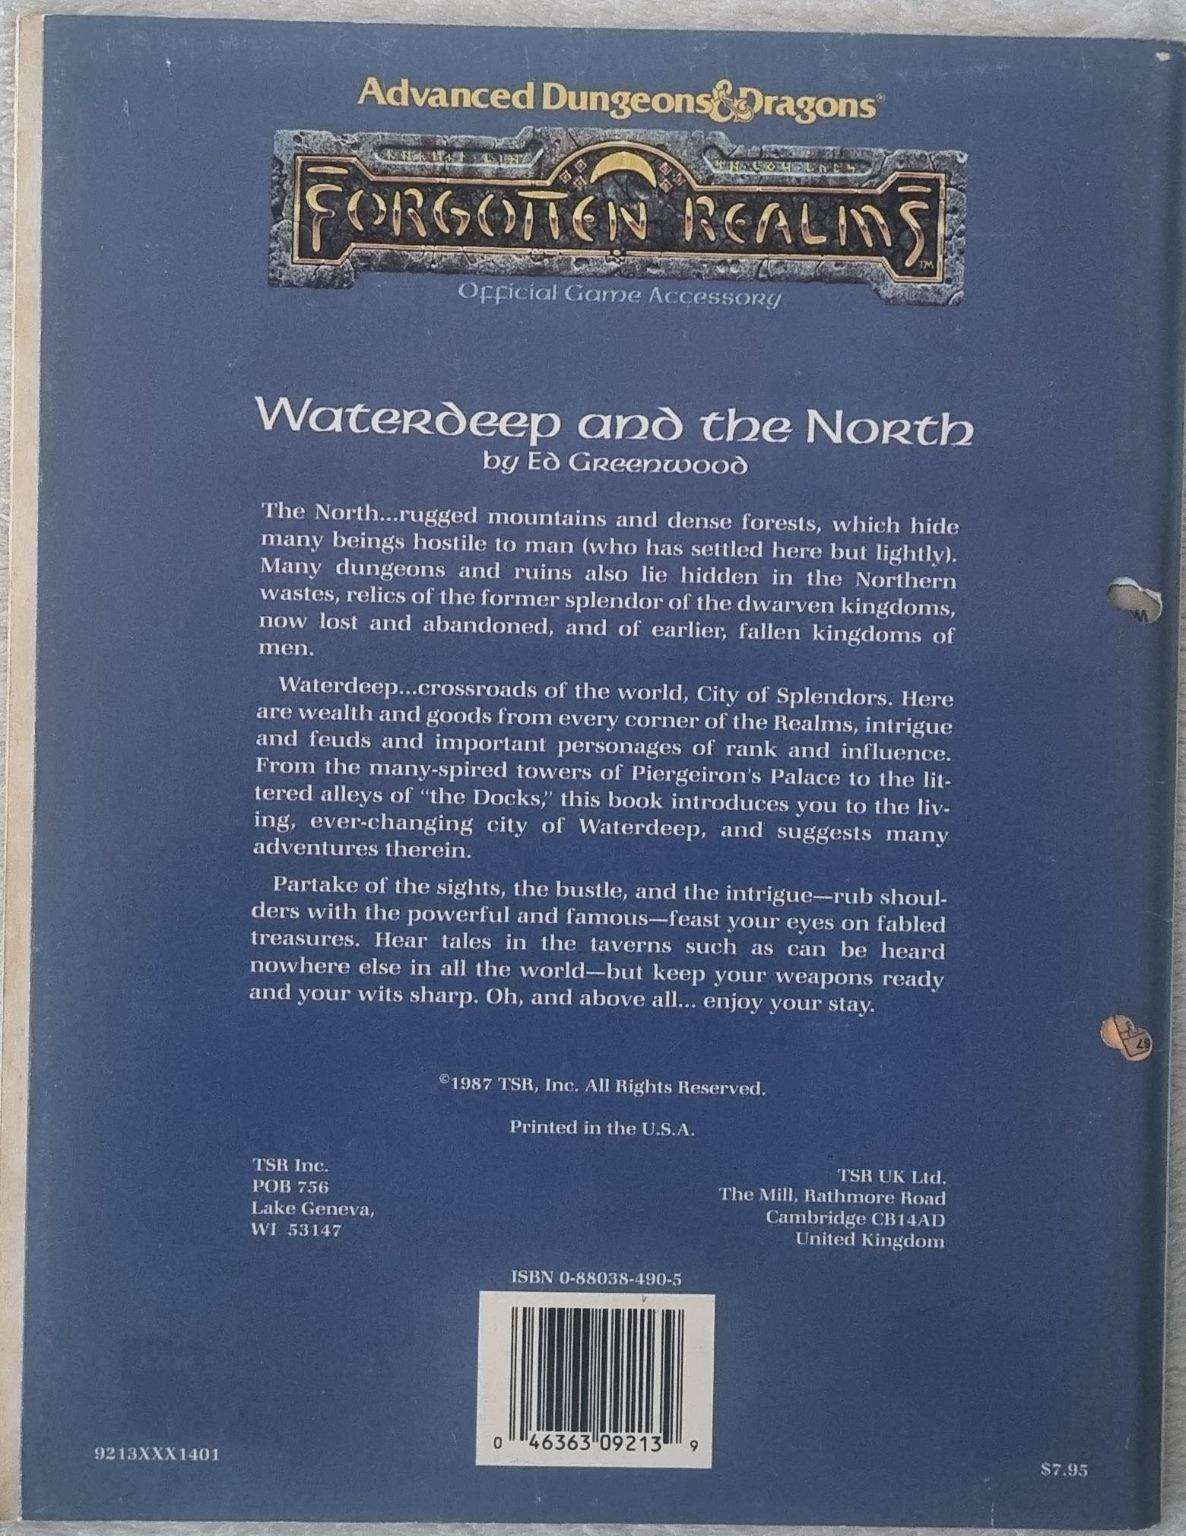 Advanced Dungeons & Dragons®
FORGOTTEN REALMS™
Official Game Accessory
Waterdeep and the North
by Ed Greenwood
The North...rugged mountains and dense forests, which hide
many beings hostile to man (who has settled here but lightly).
Many dungeons and ruins also lie hidden in the Northern
wastes, relics of the former splendor of the dwarven kingdoms,
now lost and abandoned, and of earlier, fallen kingdoms of
men.
Waterdeep...crossroads of the world, City of Splendors. Here
are wealth and goods from every corner of the Realms, intrigue
and feuds and important personages of rank and influence.
From the many-spired towers of Piergeiron's Palace to the lit-
tered alleys of “the Docks,” this book introduces you to the liv-
ing, ever-changing city of Waterdeep, and suggests many
adventures therein.
Partake of the sights, the bustle, and the intrigue—rub shoul-
ders with the powerful and famous—feast your eyes on fabled
treasures. Hear tales in the taverns such as can be heard
nowhere else in all the world—but keep your weapons ready
and your wits sharp. Oh, and above all... enjoy your stay.
©1987 TSR, Inc. All Rights Reserved.
Printed in the U.S.A.
TSR Inc.
POB 756
Lake Geneva,
WI 53147
TSR UK Ltd.
The Mill, Rathmore Road
Cambridge CB14AD
United Kingdom
ISBN 0-88038-490-5
0 46363 09213 9
9213XXX1401
$7.95